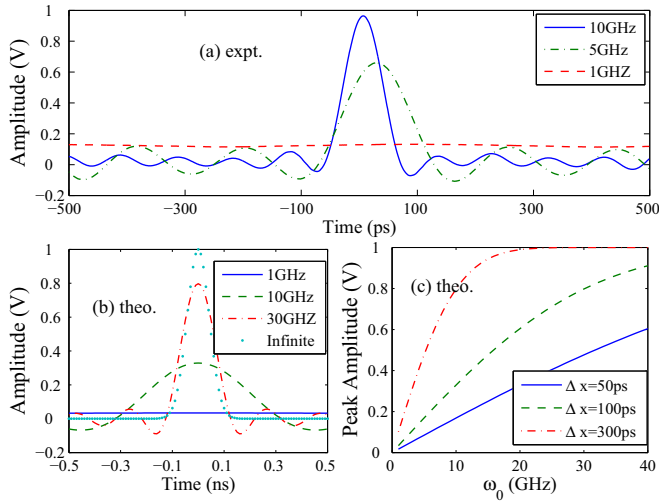 (a) expt.
10GHz
5GHz
1GHZ
Amplitude (V)
1
0.8
0.6
0.4
0.2
0
−0.2
−500
−300
−100
100
300
500
Time (ps)
(b) theo.
1GHz
10GHz
30GHZ
Infinite
Amplitude (V)
1
0.8
0.6
0.4
0.2
0
−0.2
−0.5
−0.3
−0.1
0.1
0.3
0.5
Time (ns)
(c) theo.
Peak Amplitude (V)
1
0.8
0.6
0.4
0.2
0
0
10
20
30
40
ω0 (GHz)
Δ x=50ps
Δ x=100ps
Δ x=300ps